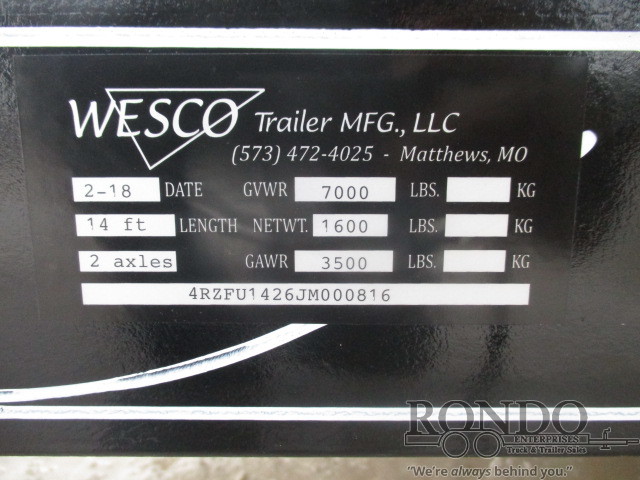 WESCO Trailer MFG., LLC
(573) 472-4025 - Matthews, MO
2-18 DATE GVWR 7000 LBS. KG
14 ft LENGTH NETWT. 1600 LBS. KG
2 axles GAWR 3500 LBS. KG
4RZFU1426JM000816
RONDO
ENTERPRISES
Truck & Trailer Sales
"We're always behind you."